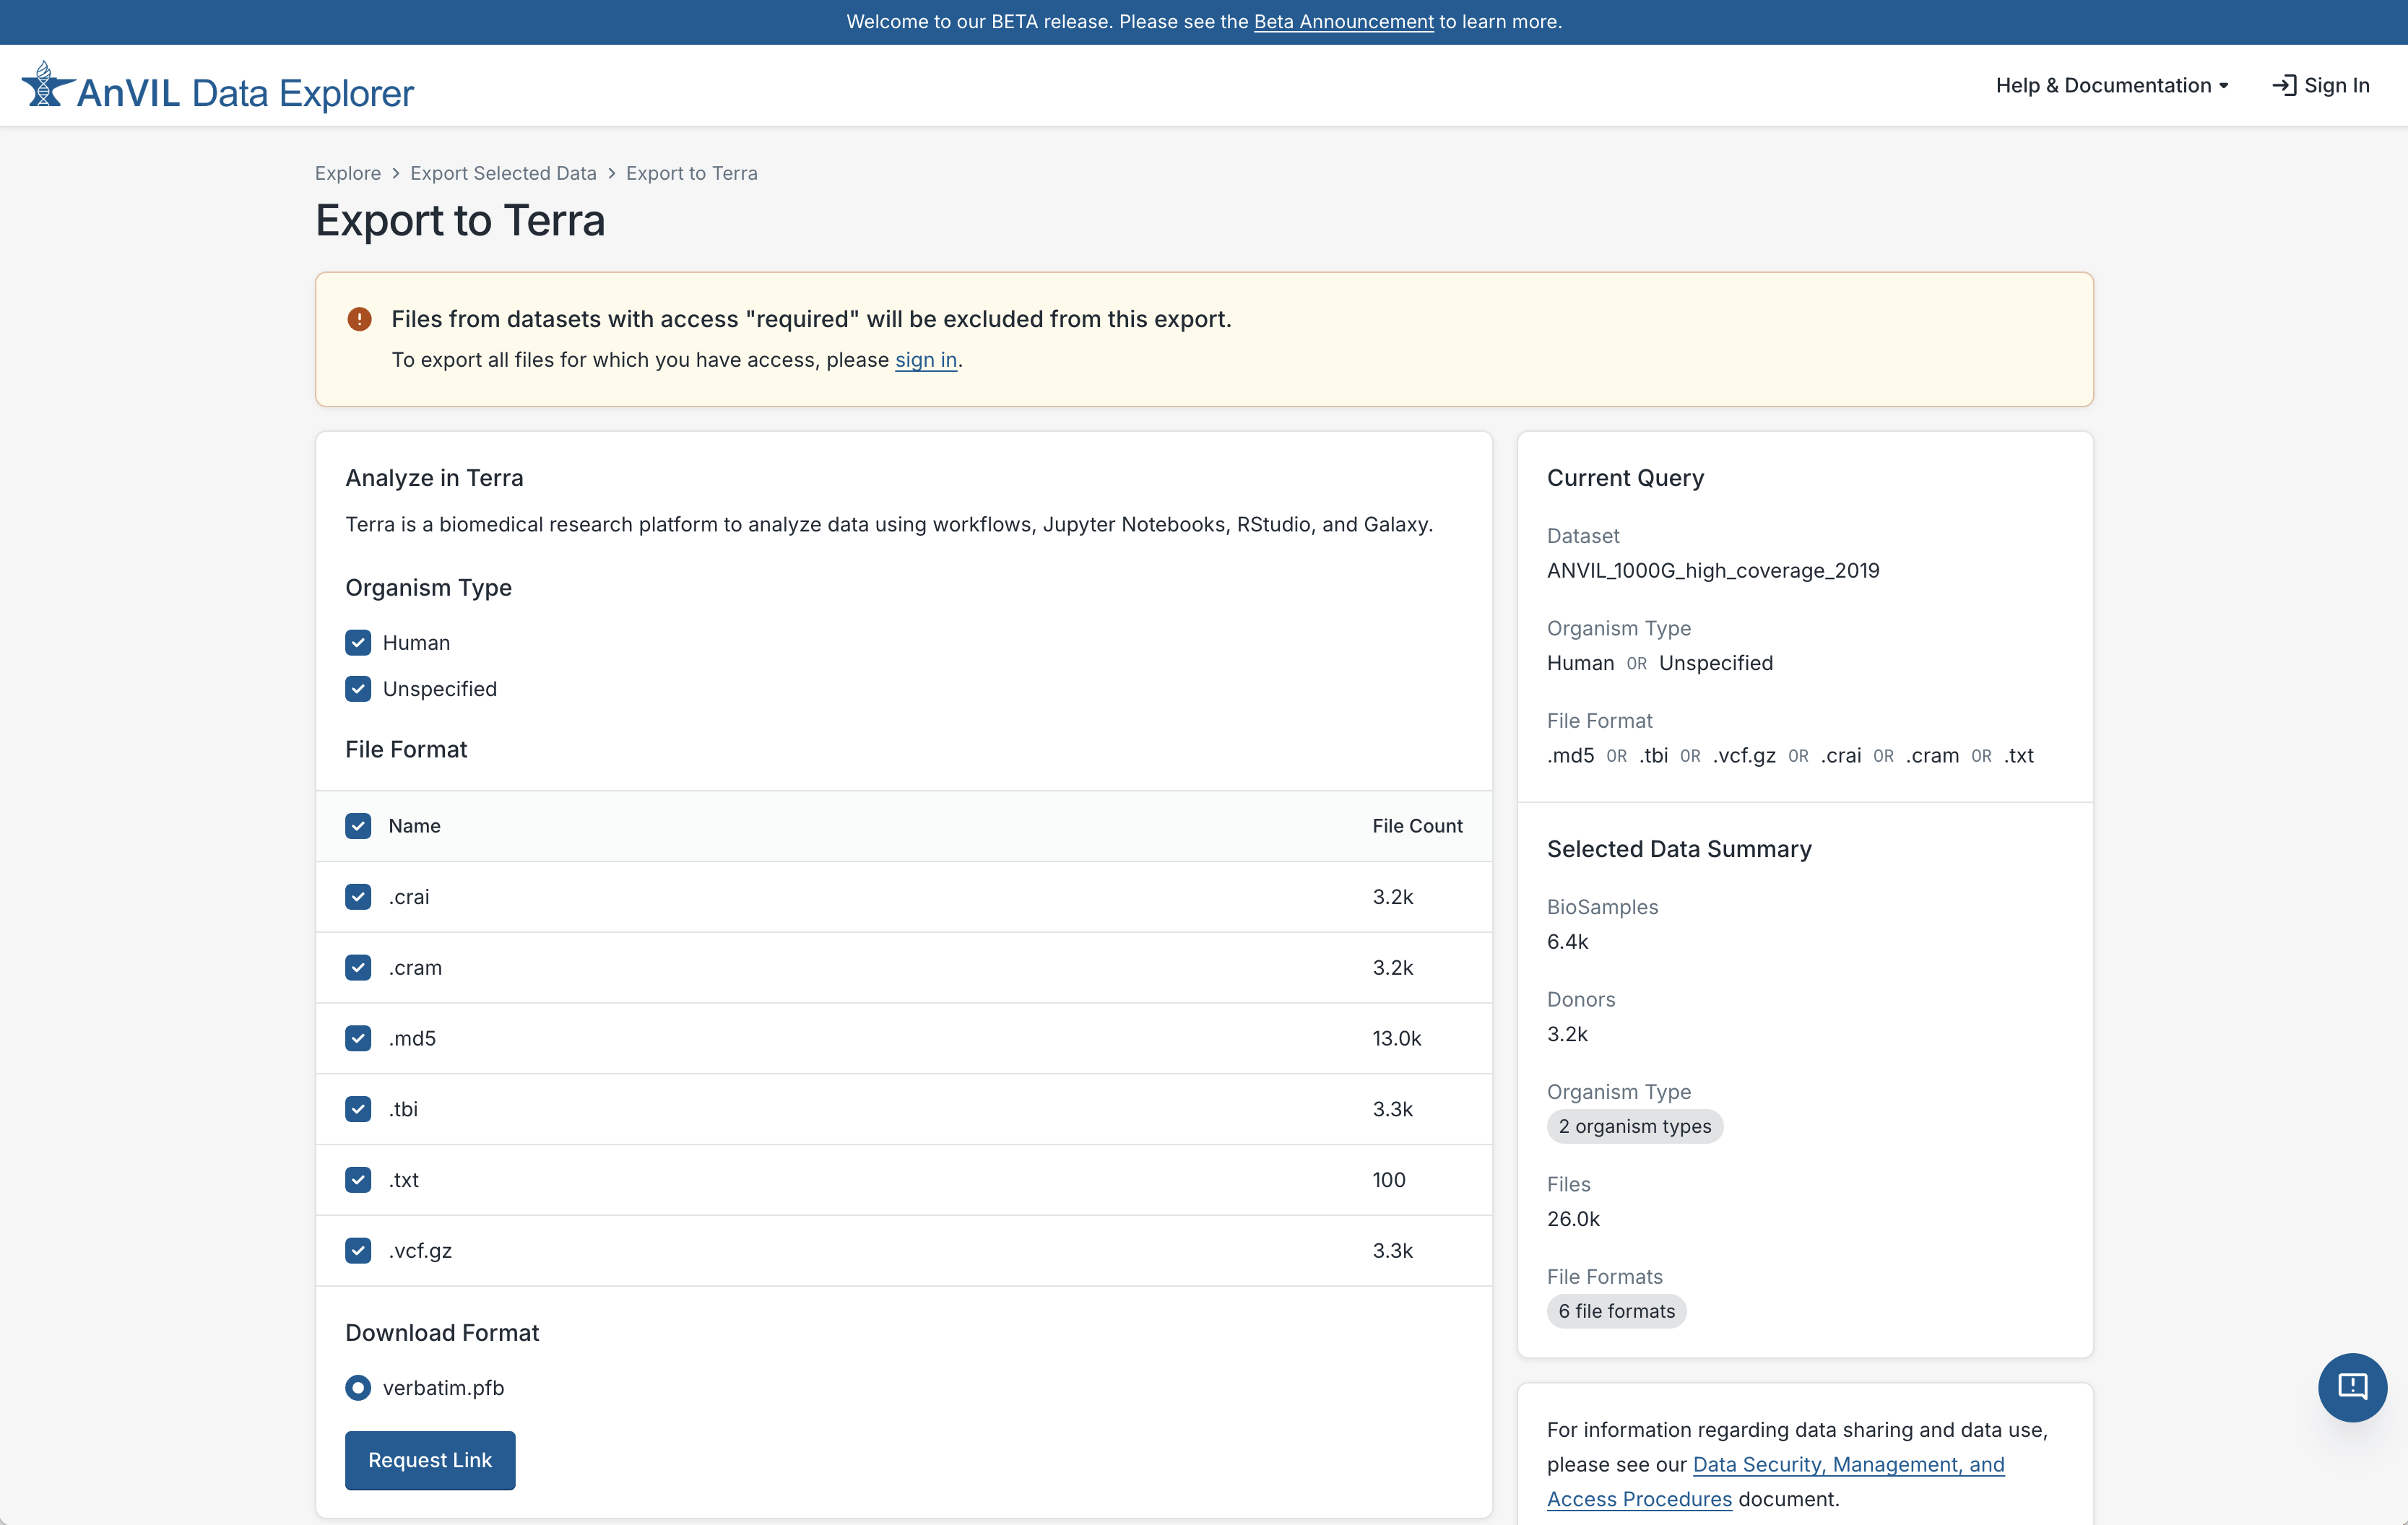 Welcome to our BETA release. Please see the Beta Announcement to learn more.
AnVIL Data Explorer
Help & Documentation
Sign In
Explore > Export Selected Data > Export to Terra
Export to Terra
Files from datasets with access "required" will be excluded from this export.
To export all files for which you have access, please sign in.
Analyze in Terra
Terra is a biomedical research platform to analyze data using workflows, Jupyter Notebooks, RStudio, and Galaxy.
Organism Type
Human
Unspecified
File Format
Name File Count
.crai 3.2k
.cram 3.2k
.md5 13.0k
.tbi 3.3k
.txt 100
.vcf.gz 3.3k
Download Format
verbatim.pfb
Request Link
Current Query
Dataset
ANVIL_1000G_high_coverage_2019
Organism Type
Human OR Unspecified
File Format
.md5 OR .tbi OR .vcf.gz OR .crai OR .cram OR .txt
Selected Data Summary
BioSamples
6.4k
Donors
3.2k
Organism Type
2 organism types
Files
26.0k
File Formats
6 file formats
For information regarding data sharing and data use,
please see our Data Security, Management, and
Access Procedures document.